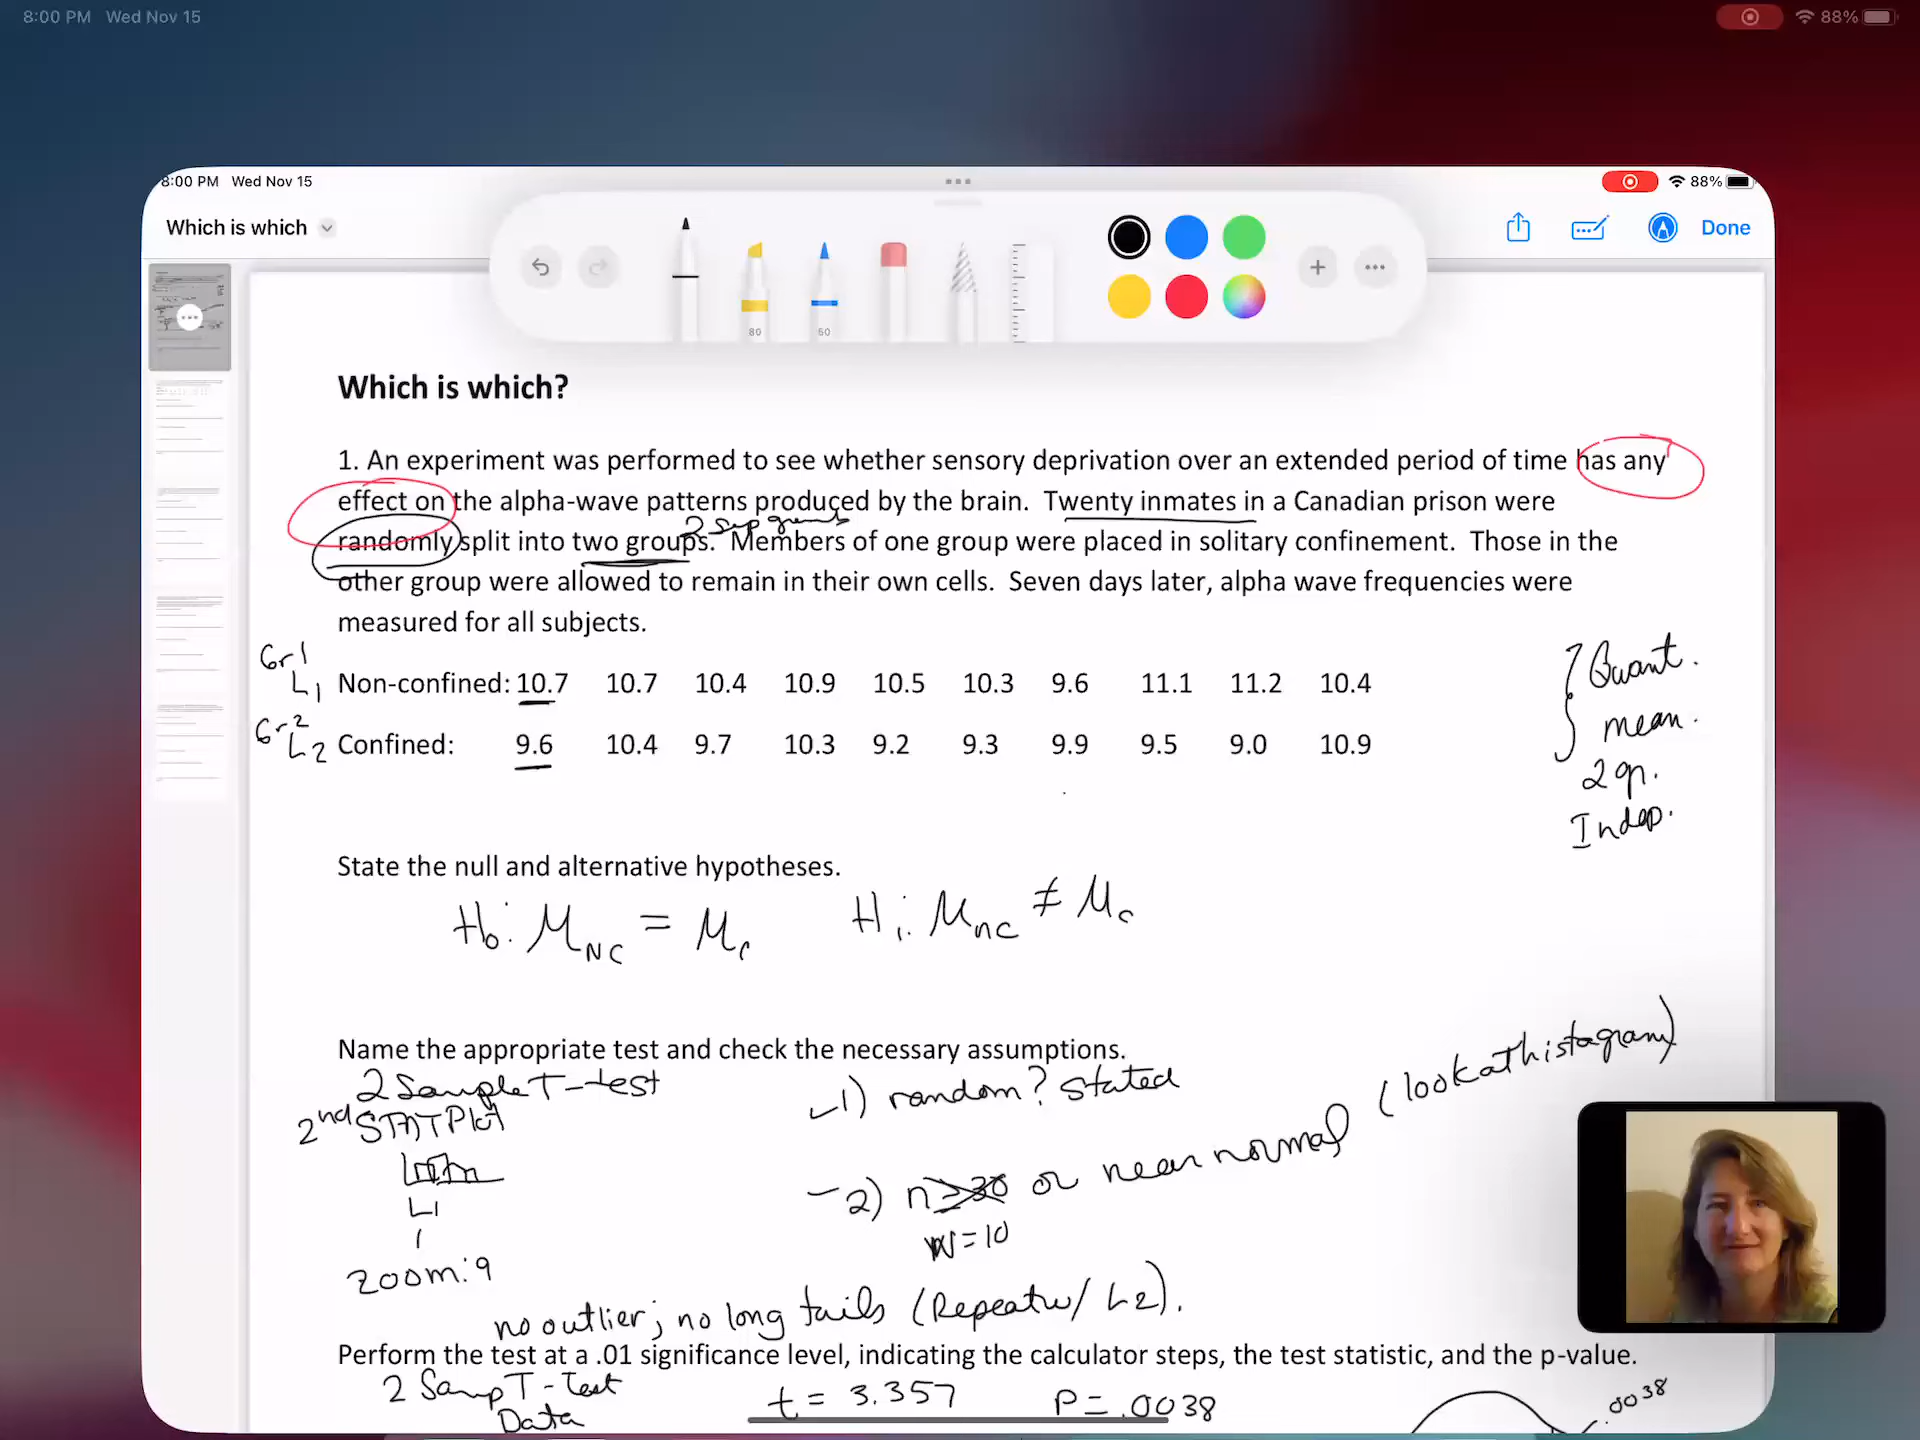 8:00 PM Wed Nov 15
88%
8:00 PM Wed Nov 15
88%
Which is which
Done
80
50
Which is which?
1. An experiment was performed to see whether sensory deprivation over an extended period of time has any
effect on the alpha-wave patterns produced by the brain. Twenty inmates in a Canadian prison were
2 sep groups
randomly split into two groups. Members of one group were placed in solitary confinement. Those in the
other group were allowed to remain in their own cells. Seven days later, alpha wave frequencies were
measured for all subjects.
Gr 1
L1 Non-confined: 10.7 10.7 10.4 10.9 10.5 10.3 9.6 11.1 11.2 10.4
Gr 2
L2 Confined: 9.6 10.4 9.7 10.3 9.2 9.3 9.9 9.5 9.0 10.9
Quant.
mean.
2 gr.
Indep.
State the null and alternative hypotheses.
H0: μNC = μc H1: μnc ≠ μc
Name the appropriate test and check the necessary assumptions.
2 Sample T-test
2nd STAT Plot
L1
1
Zoom: 9
1) random? stated
2) n≥30 or near normal (look at histogram)
n=10
no outlier; no long tails (Repeat w/ L2).
Perform the test at a .01 significance level, indicating the calculator steps, the test statistic, and the p-value.
2 Samp T-Test
Data
t = 3.357 P = .0038
.0038